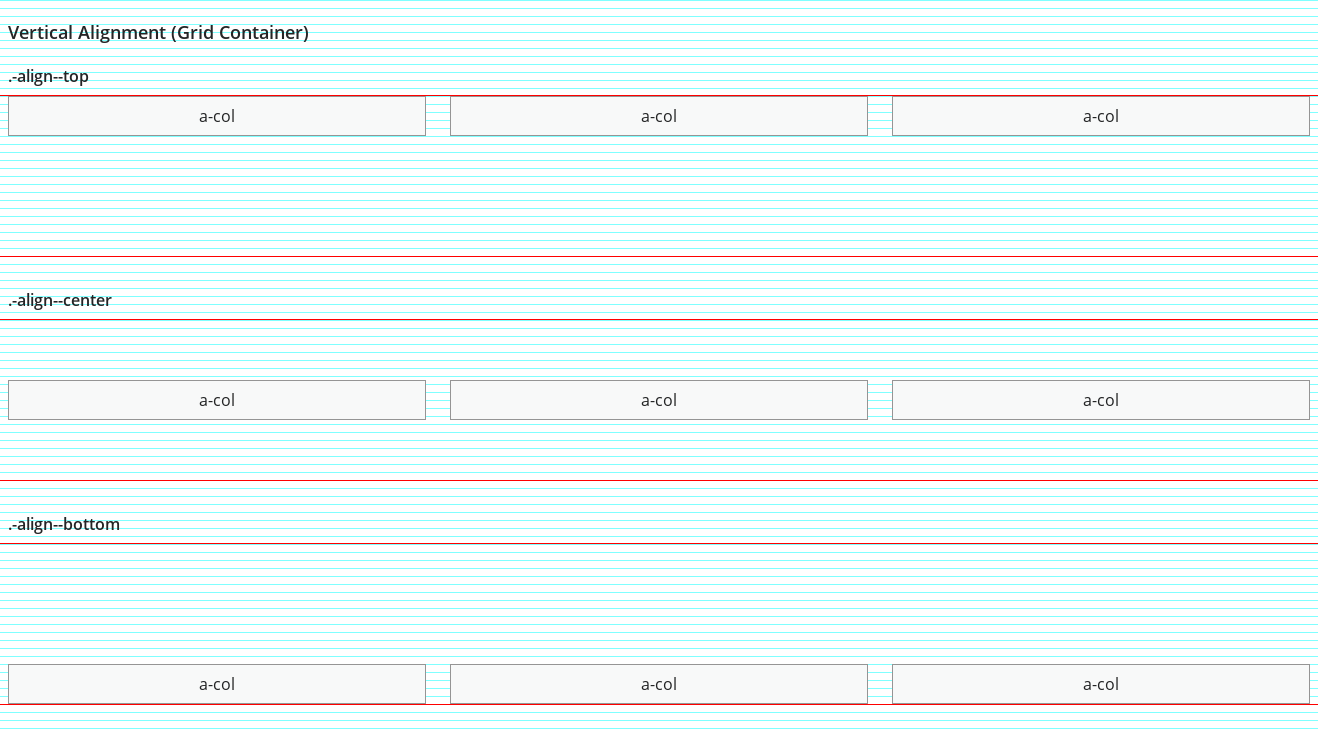 Vertical Alignment (Grid Container)
.-align--top
a-col a-col a-col
.-align--center
a-col a-col a-col
.-align--bottom
a-col a-col a-col